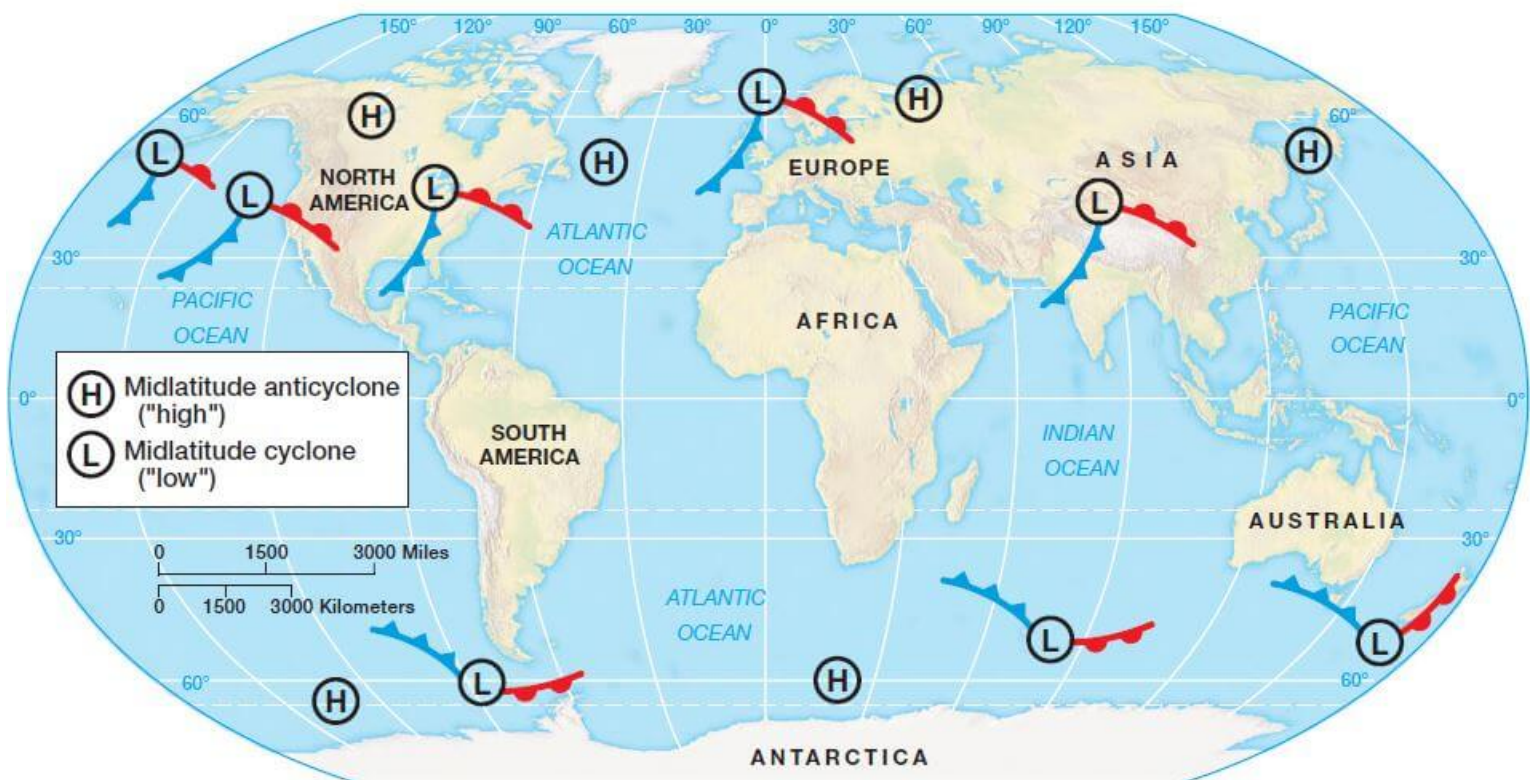 150° 120° 90° 60° 30° 0° 30° 60° 90° 120° 150°
L
H
60°
60°
H
L
H
H
L
NORTH
AMERICA
L
EUROPE
ASIA
L
L
ATLANTIC
OCEAN
30°
30°
PACIFIC
OCEAN
AFRICA
PACIFIC
OCEAN
H Midlatitude anticyclone
("high")
L Midlatitude cyclone
("low")
0°
0°
SOUTH
AMERICA
INDIAN
OCEAN
AUSTRALIA
30°
30°
0 1500 3000 Miles
0 1500 3000 Kilometers
ATLANTIC
OCEAN
L
L
60°
60°
L
H
H
ANTARCTICA